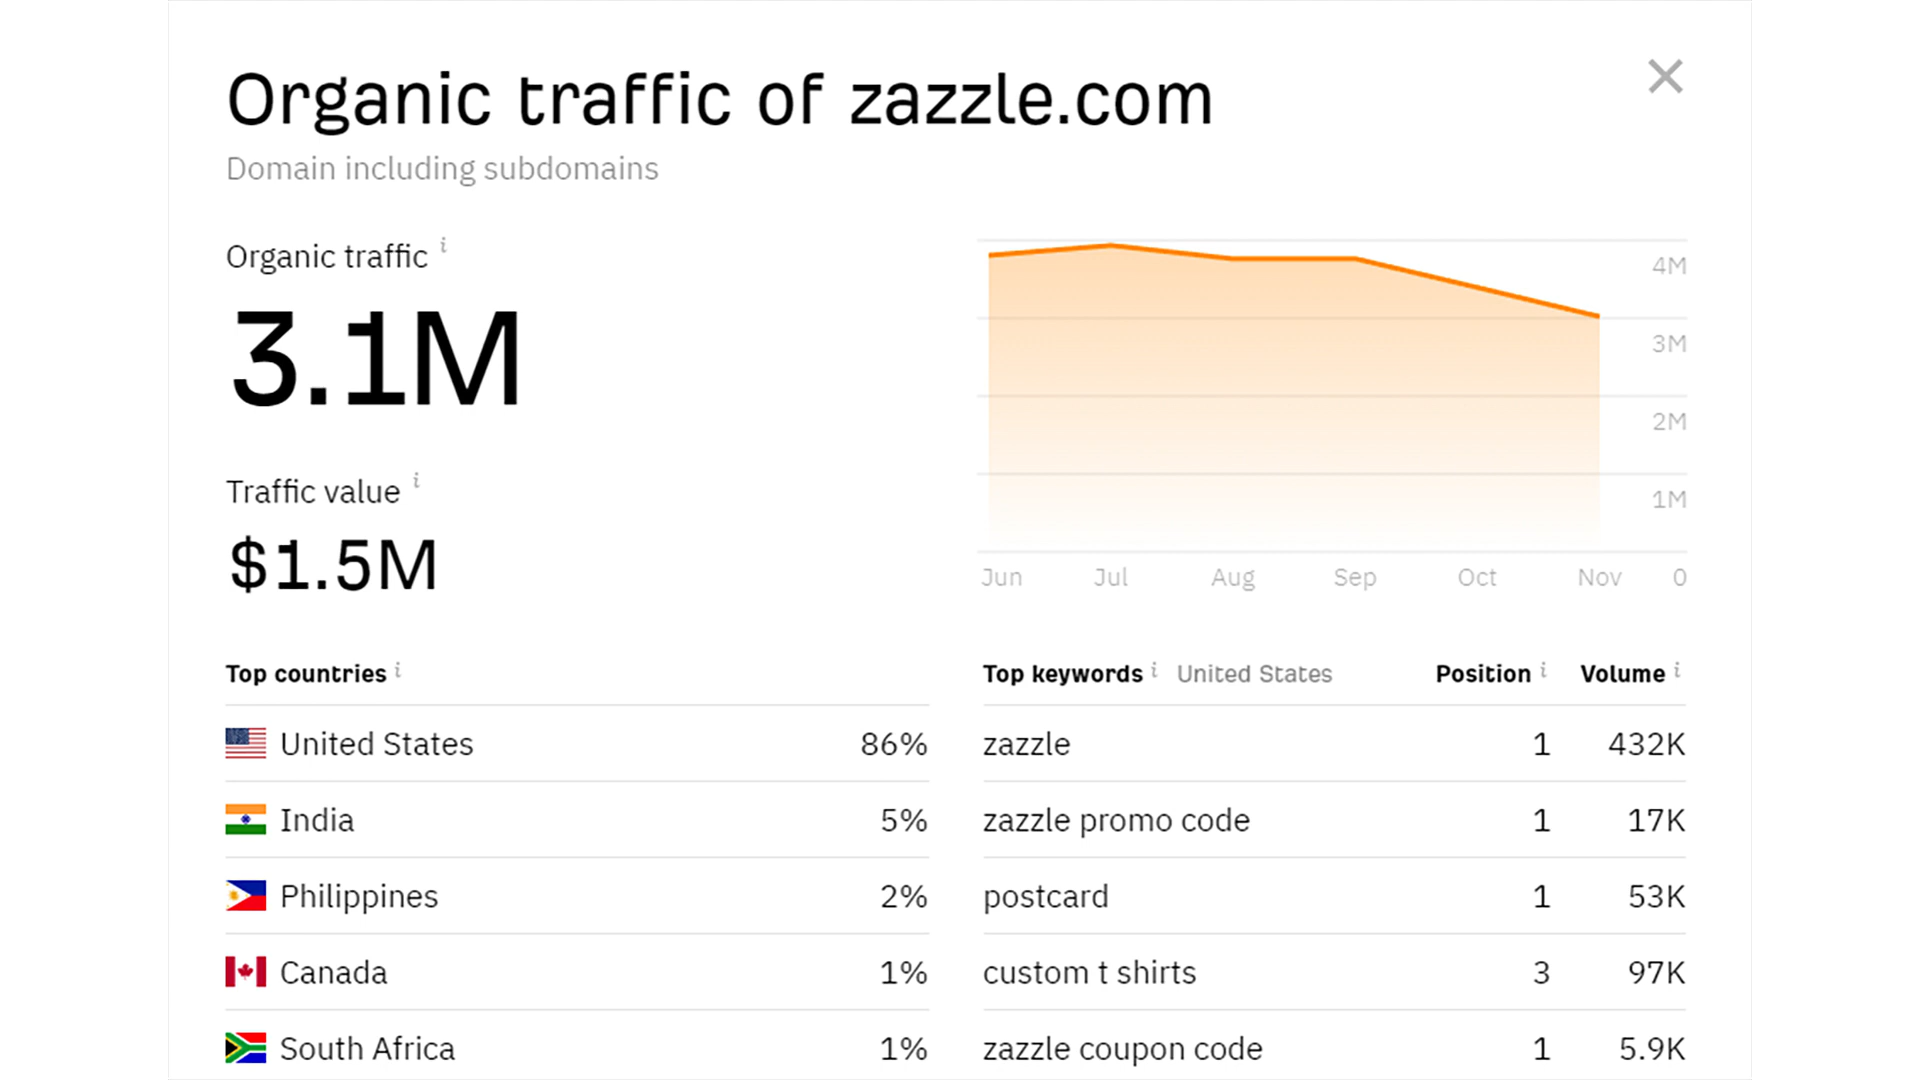 Organic traffic of zazzle.com
Domain including subdomains
Organic traffic i
3.1M
Traffic value i
$1.5M
4M
3M
2M
1M
Jun Jul Aug Sep Oct Nov 0
Top countries i
United States 86%
India 5%
Philippines 2%
Canada 1%
South Africa 1%
Top keywords i United States Position i Volume i
zazzle 1 432K
zazzle promo code 1 17K
postcard 1 53K
custom t shirts 3 97K
zazzle coupon code 1 5.9K